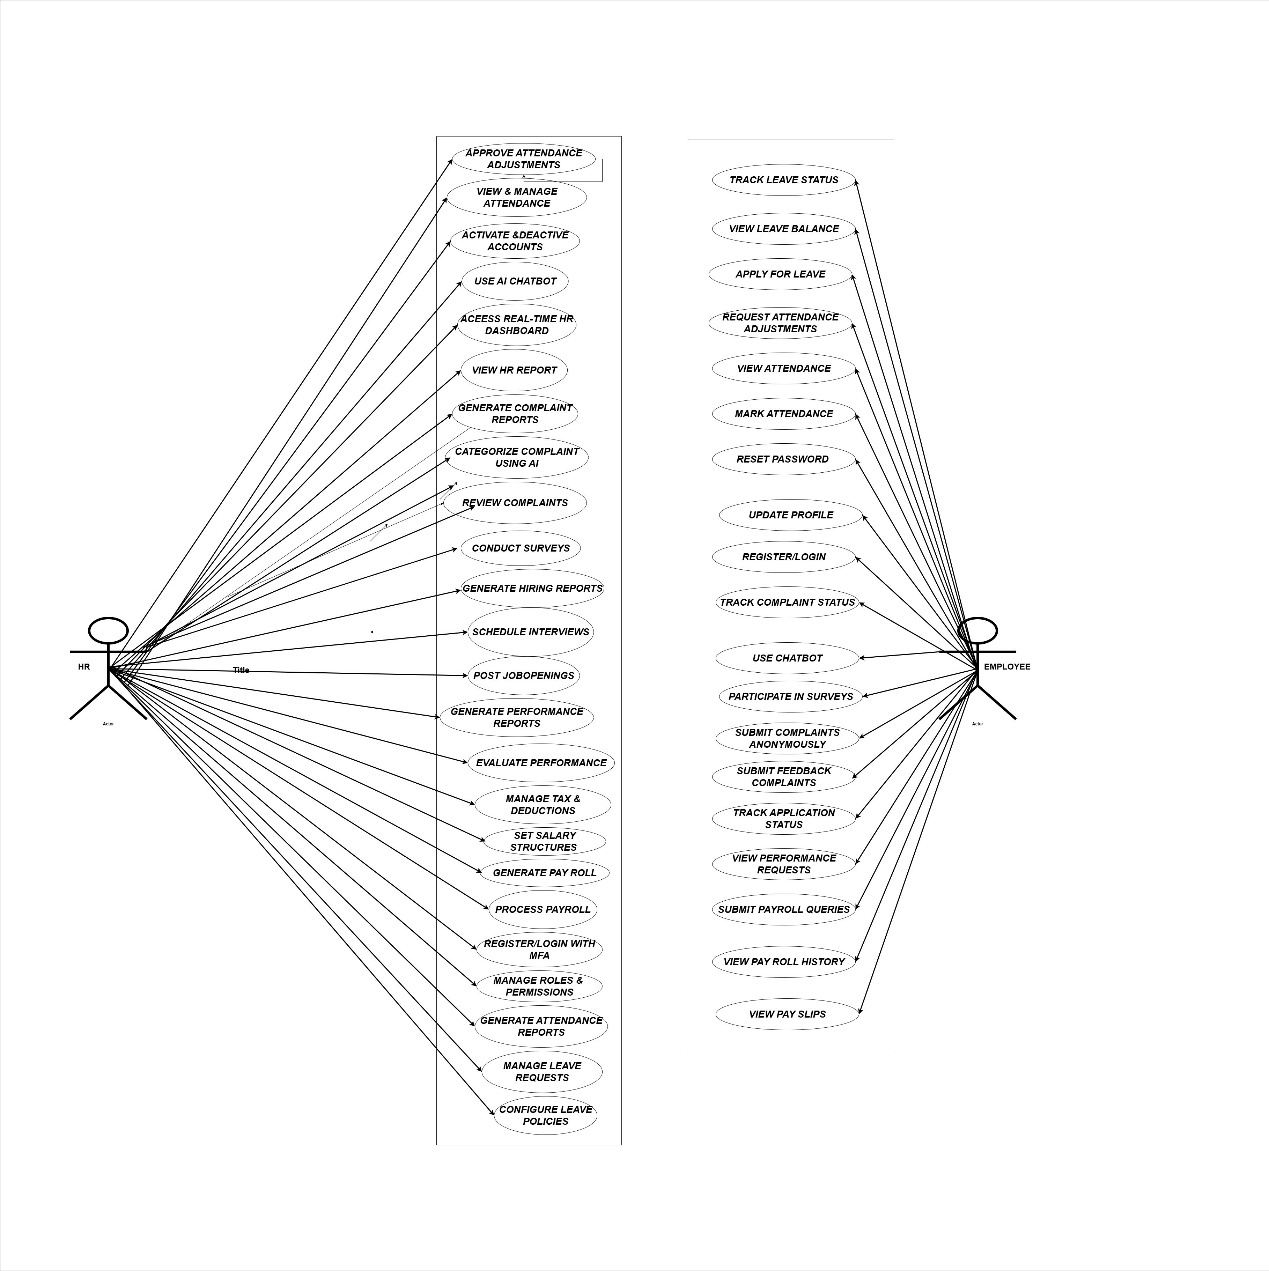 APPROVE ATTENDANCE
ADJUSTMENTS
VIEW & MANAGE
ATTENDANCE
ACTIVATE &DEACTIVE
ACCOUNTS
USE AI CHATBOT
ACEESS REAL-TIME HR
DASHBOARD
VIEW HR REPORT
GENERATE COMPLAINT
REPORTS
CATEGORIZE COMPLAINT
USING AI
REVIEW COMPLAINTS
CONDUCT SURVEYS
GENERATE HIRING REPORTS
SCHEDULE INTERVIEWS
POST JOBOPENINGS
GENERATE PERFORMANCE
REPORTS
EVALUATE PERFORMANCE
MANAGE TAX &
DEDUCTIONS
SET SALARY
STRUCTURES
GENERATE PAY ROLL
PROCESS PAYROLL
REGISTER/LOGIN WITH
MFA
MANAGE ROLES &
PERMISSIONS
GENERATE ATTENDANCE
REPORTS
MANAGE LEAVE
REQUESTS
CONFIGURE LEAVE
POLICIES
HR
Title
Actor
TRACK LEAVE STATUS
VIEW LEAVE BALANCE
APPLY FOR LEAVE
REQUEST ATTENDANCE
ADJUSTMENTS
VIEW ATTENDANCE
MARK ATTENDANCE
RESET PASSWORD
UPDATE PROFILE
REGISTER/LOGIN
TRACK COMPLAINT STATUS
USE CHATBOT
PARTICIPATE IN SURVEYS
SUBMIT COMPLAINTS
ANONYMOUSLY
SUBMIT FEEDBACK
COMPLAINTS
TRACK APPLICATION
STATUS
VIEW PERFORMANCE
REQUESTS
SUBMIT PAYROLL QUERIES
VIEW PAY ROLL HISTORY
VIEW PAY SLIPS
EMPLOYEE
Actor